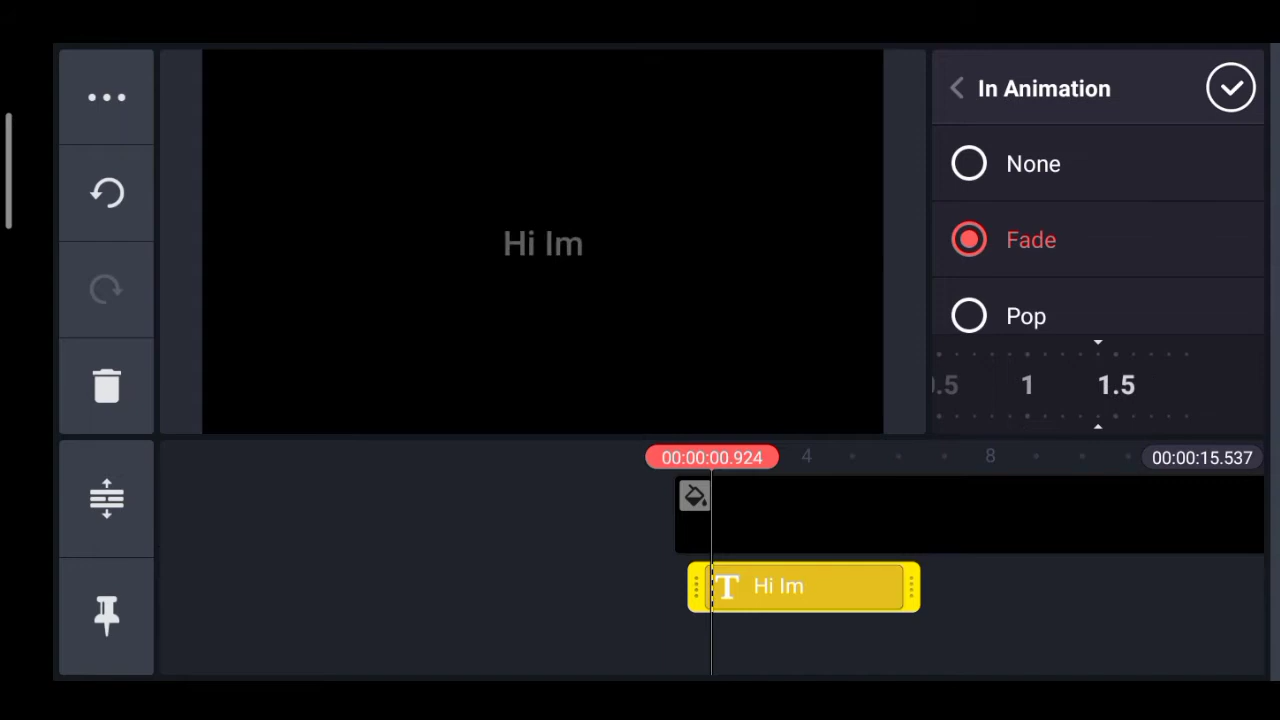 In Animation
None
Fade
Pop
Hi Im
.5 1 1.5
00:00:00.924 4 8 00:00:15.537
T Hi Im